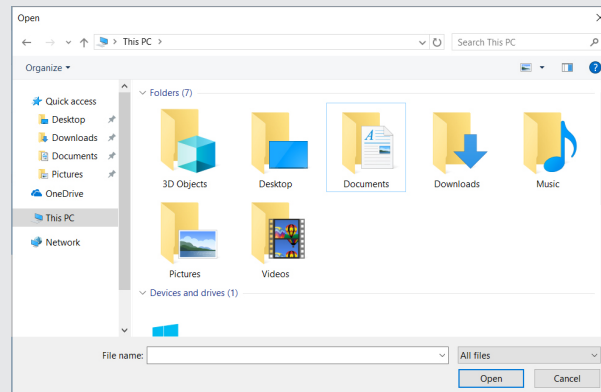 Open
This PC
Search This PC
Organize
Quick access
Desktop
Downloads
Documents
Pictures
OneDrive
This PC
Network
Folders (7)
3D Objects
Desktop
Documents
Downloads
Music
Pictures
Videos
Devices and drives (1)
File name:
All files
Open
Cancel